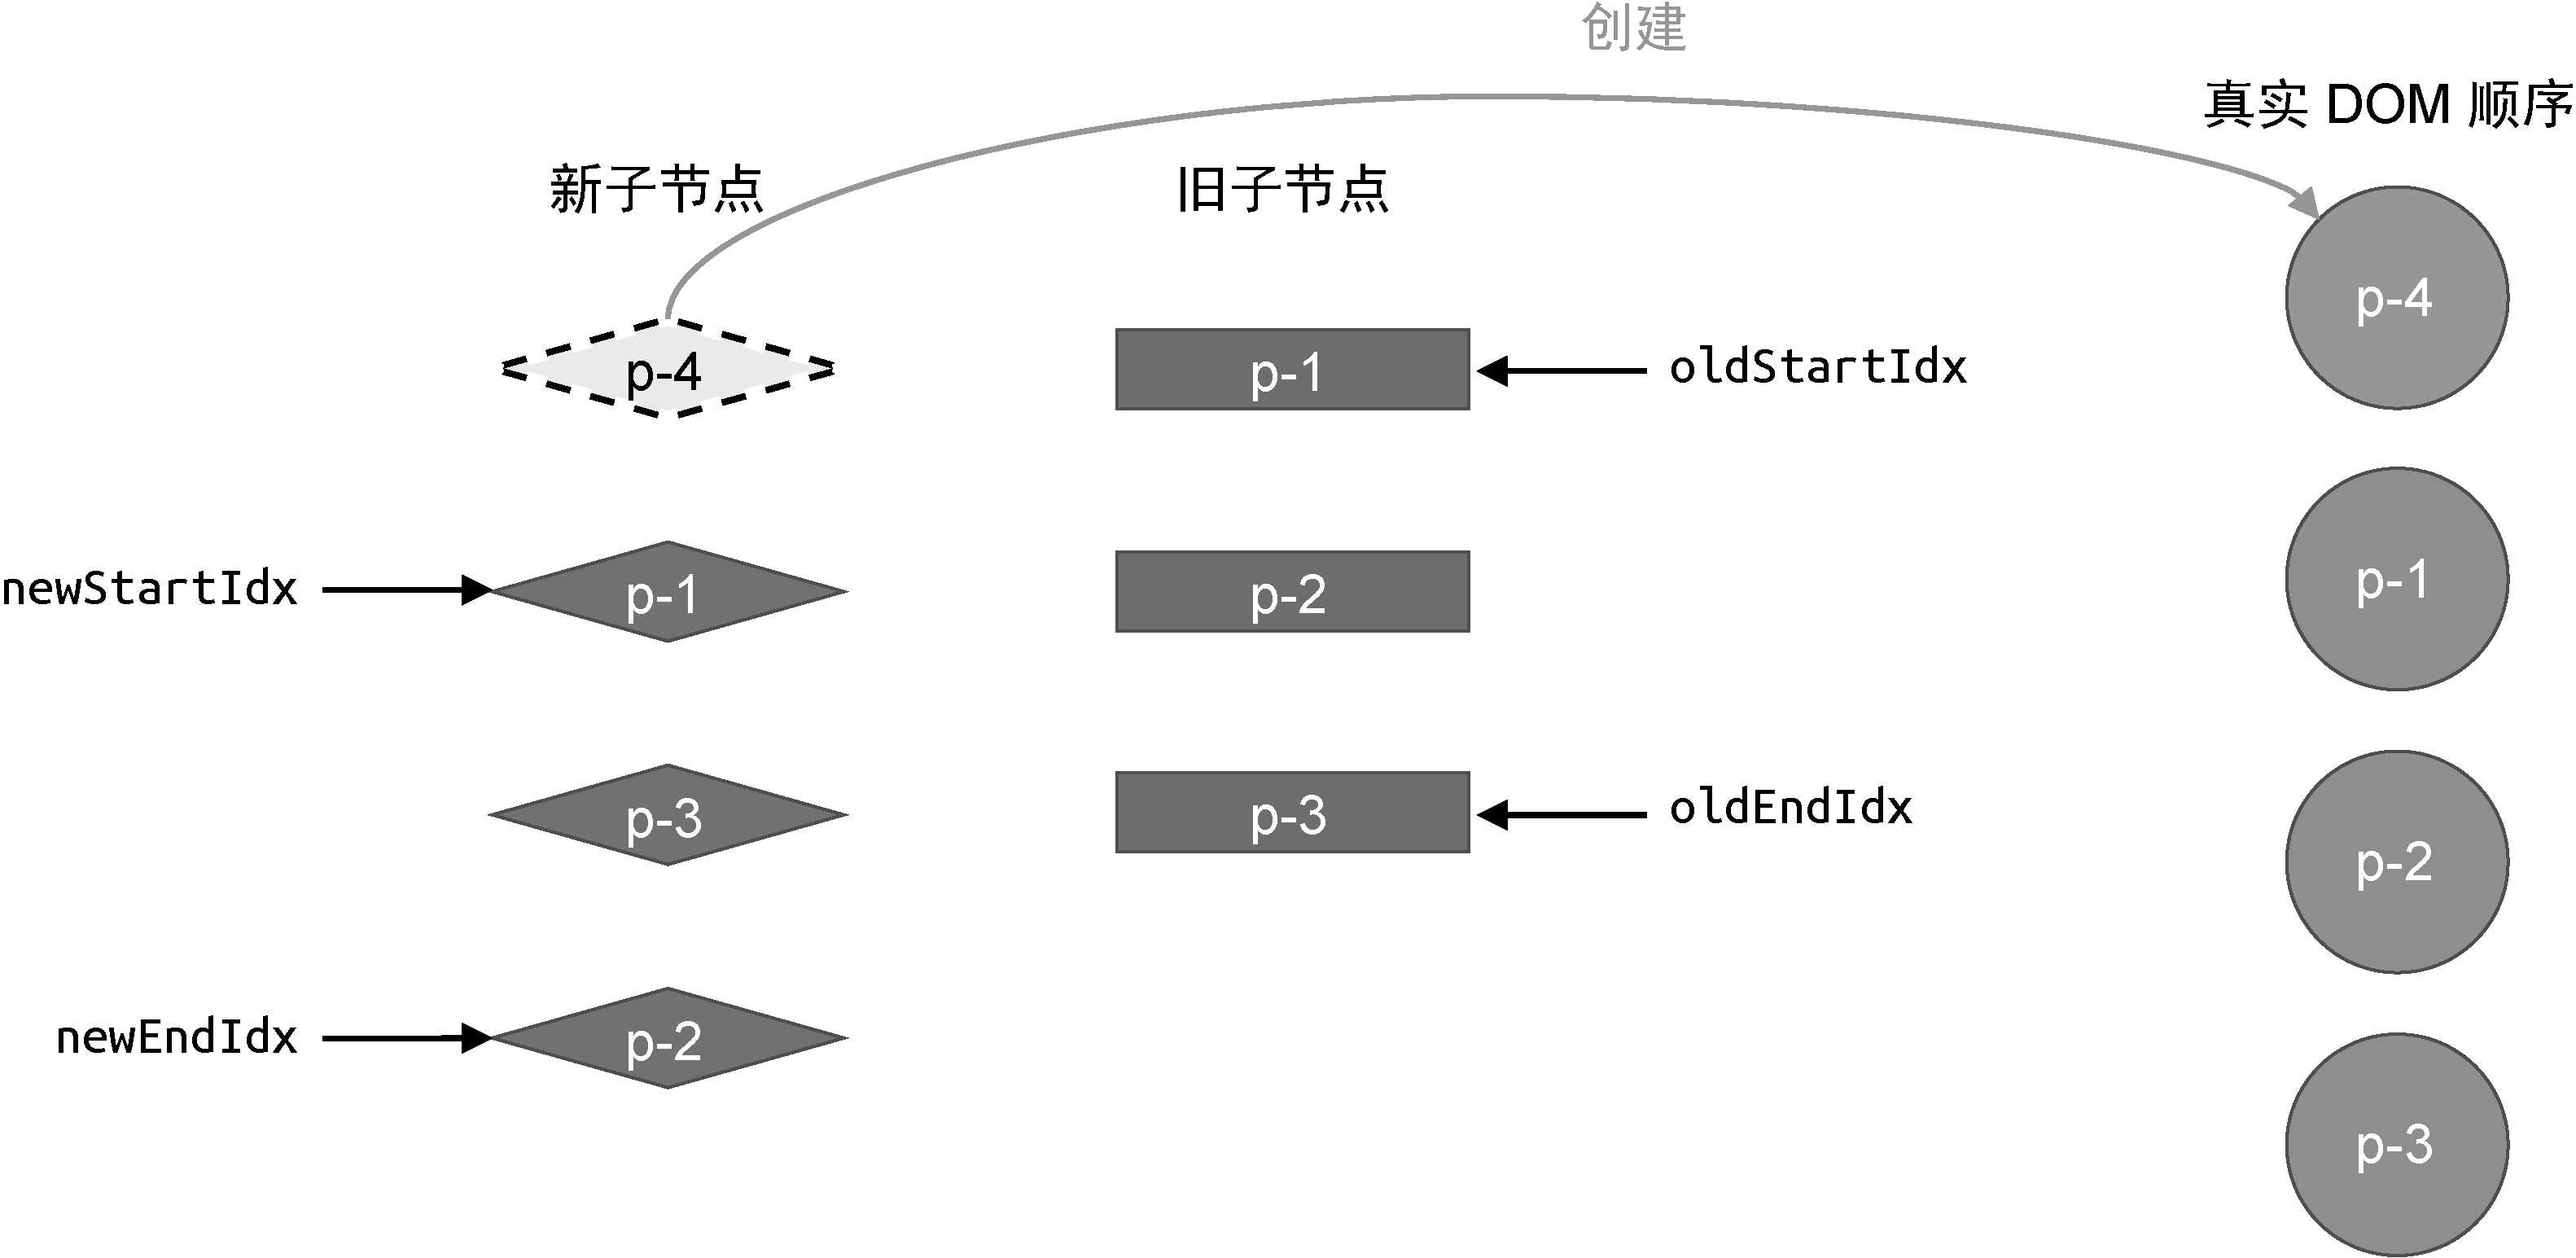 创建
真实 DOM 顺序
新子节点
旧子节点
p-4
p-4
p-1
oldStartIdx
newStartIdx
p-1
p-2
p-1
p-3
p-3
oldEndIdx
p-2
newEndIdx
p-2
p-3